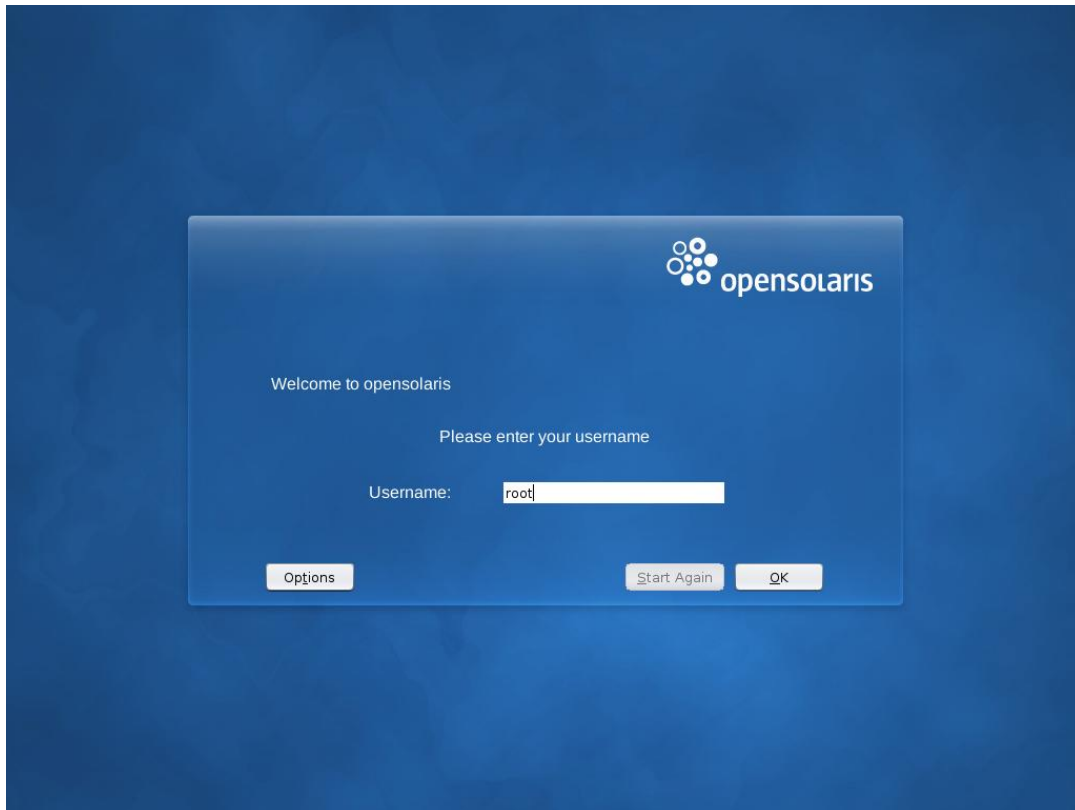 opensolaris
Welcome to opensolaris
Please enter your username
Username: root
Options Start Again OK